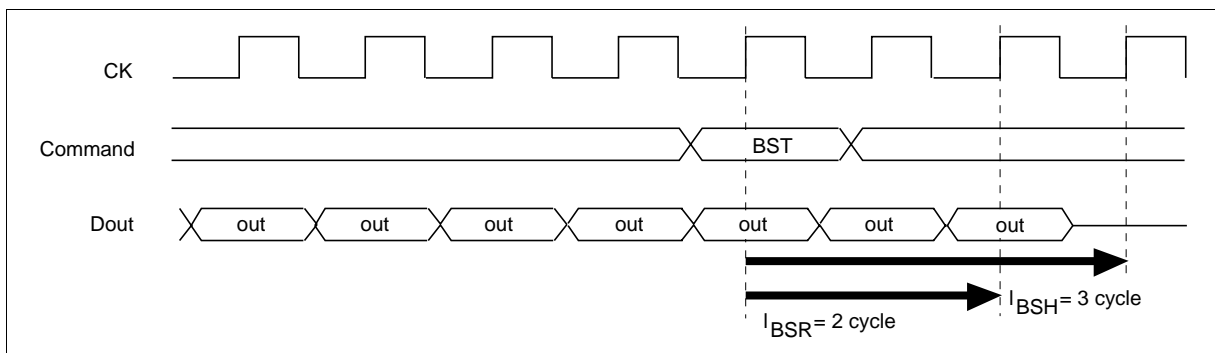 CK
Command
BST
Dout
out out out out out out out
lBSH= 3 cycle
lBSR= 2 cycle